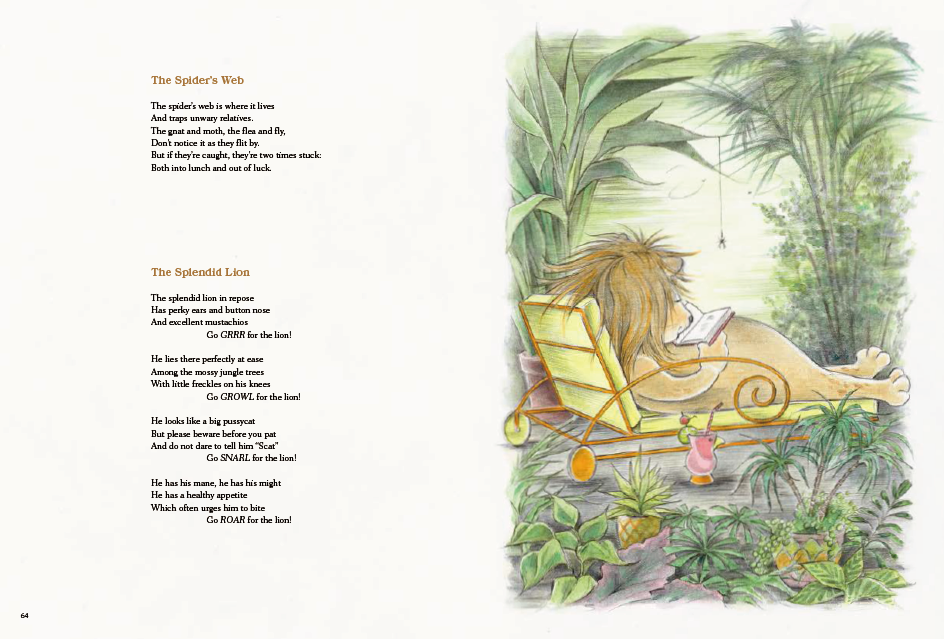 The Spider's Web
The spider's web is where it lives
And traps unwary relatives.
The gnat and moth, the flea and fly,
Don't notice it as they flit by.
But if they're caught, they're two times stuck:
Both into lunch and out of luck.
The Splendid Lion
The splendid lion in repose
Has perky ears and button nose
And excellent mustachios
Go GRRR for the lion!
He lies there perfectly at ease
Among the mossy jungle trees
With little freckles on his knees
Go GROWL for the lion!
He looks like a big pussycat
But please beware before you pat
And do not dare to tell him “Scat”
Go SNARL for the lion!
He has his mane, he has his might
He has a healthy appetite
Which often urges him to bite
Go ROAR for the lion!
64